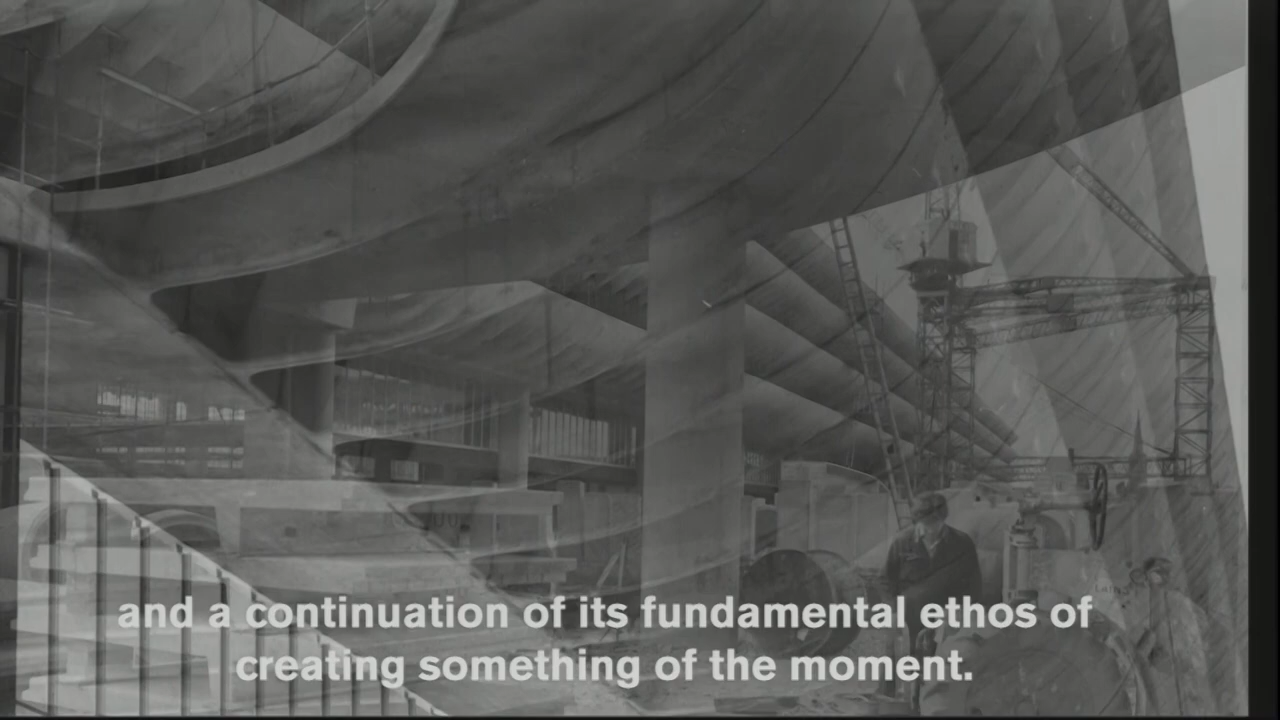 and a continuation of its fundamental ethos of
creating something of the moment.